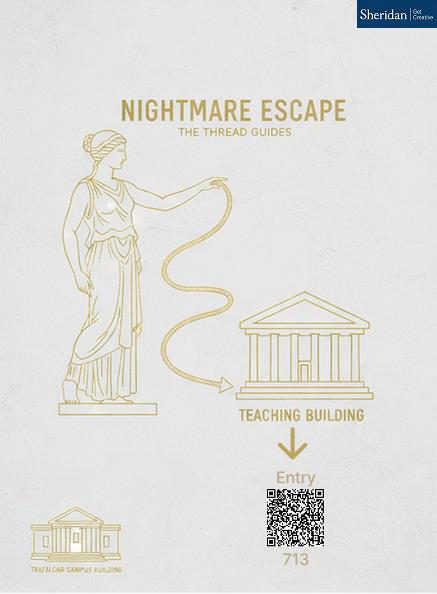 Sheridan | Get Creative
NIGHTMARE ESCAPE
THE THREAD GUIDES
TEACHING BUILDING
Entry
713
TRAFALGAR CAMPUS BUILDING